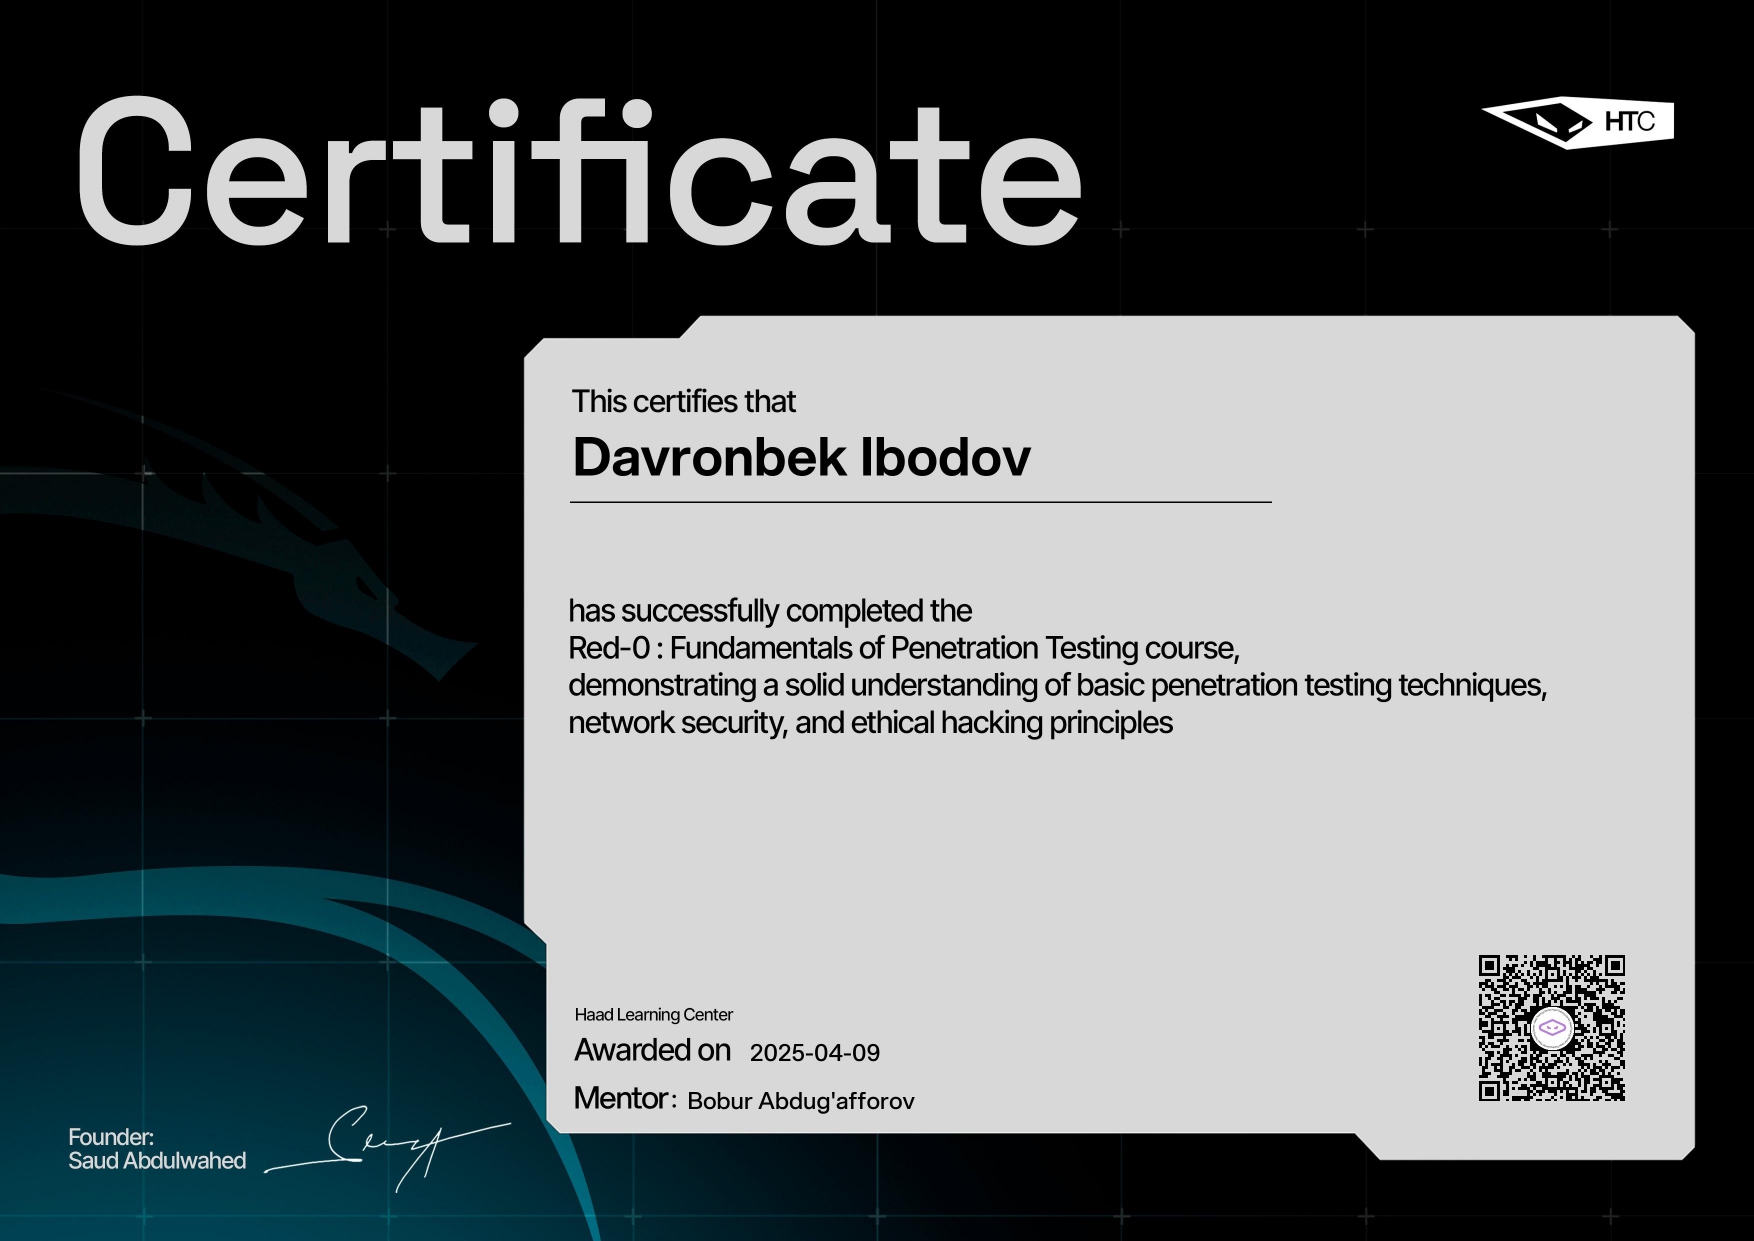 Certificate
HTC
This certifies that
Davronbek Ibodov
has successfully completed the
Red-0 : Fundamentals of Penetration Testing course,
demonstrating a solid understanding of basic penetration testing techniques,
network security, and ethical hacking principles
Haad Learning Center
Awarded on 2025-04-09
Mentor: Bobur Abdug'afforov
Founder:
Saud Abdulwahed